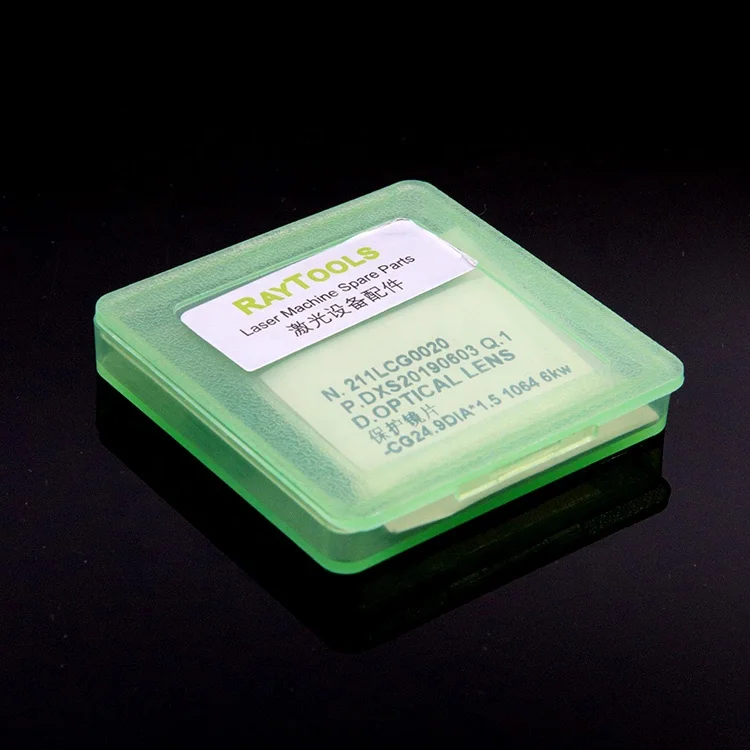 RAYTOOLS
Laser Machine Spare Parts
激光设备配件
N. 211LCG0020
P.DXS20190603 Q.1
D.OPTICAL LENS
保护镜片
-CG24.9DIA*1.5 1064 6kw